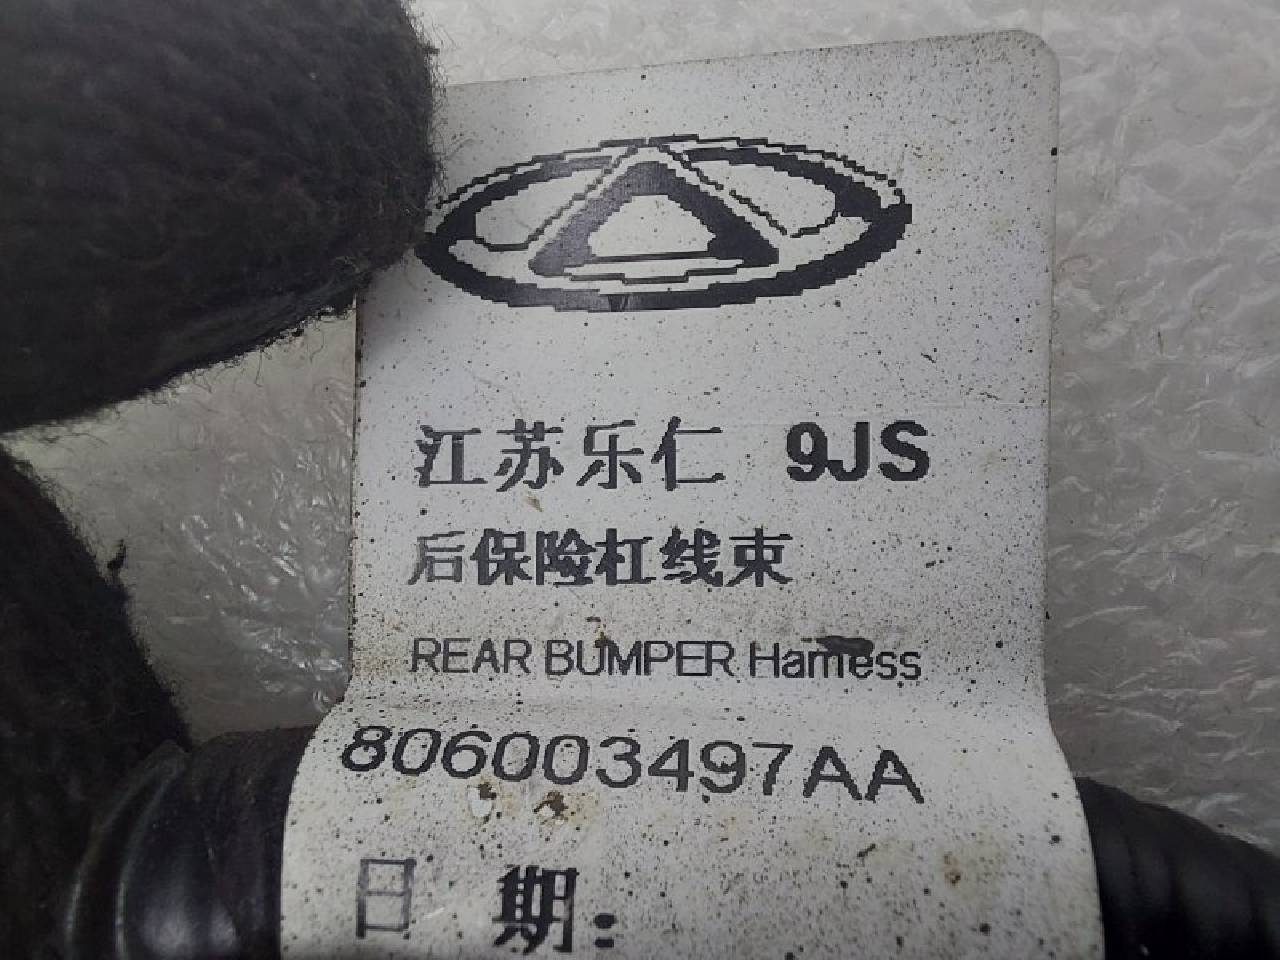 江苏乐仁 9JS
后保险杠线束
REAR BUMPER Harness
806003497AA
日 期: